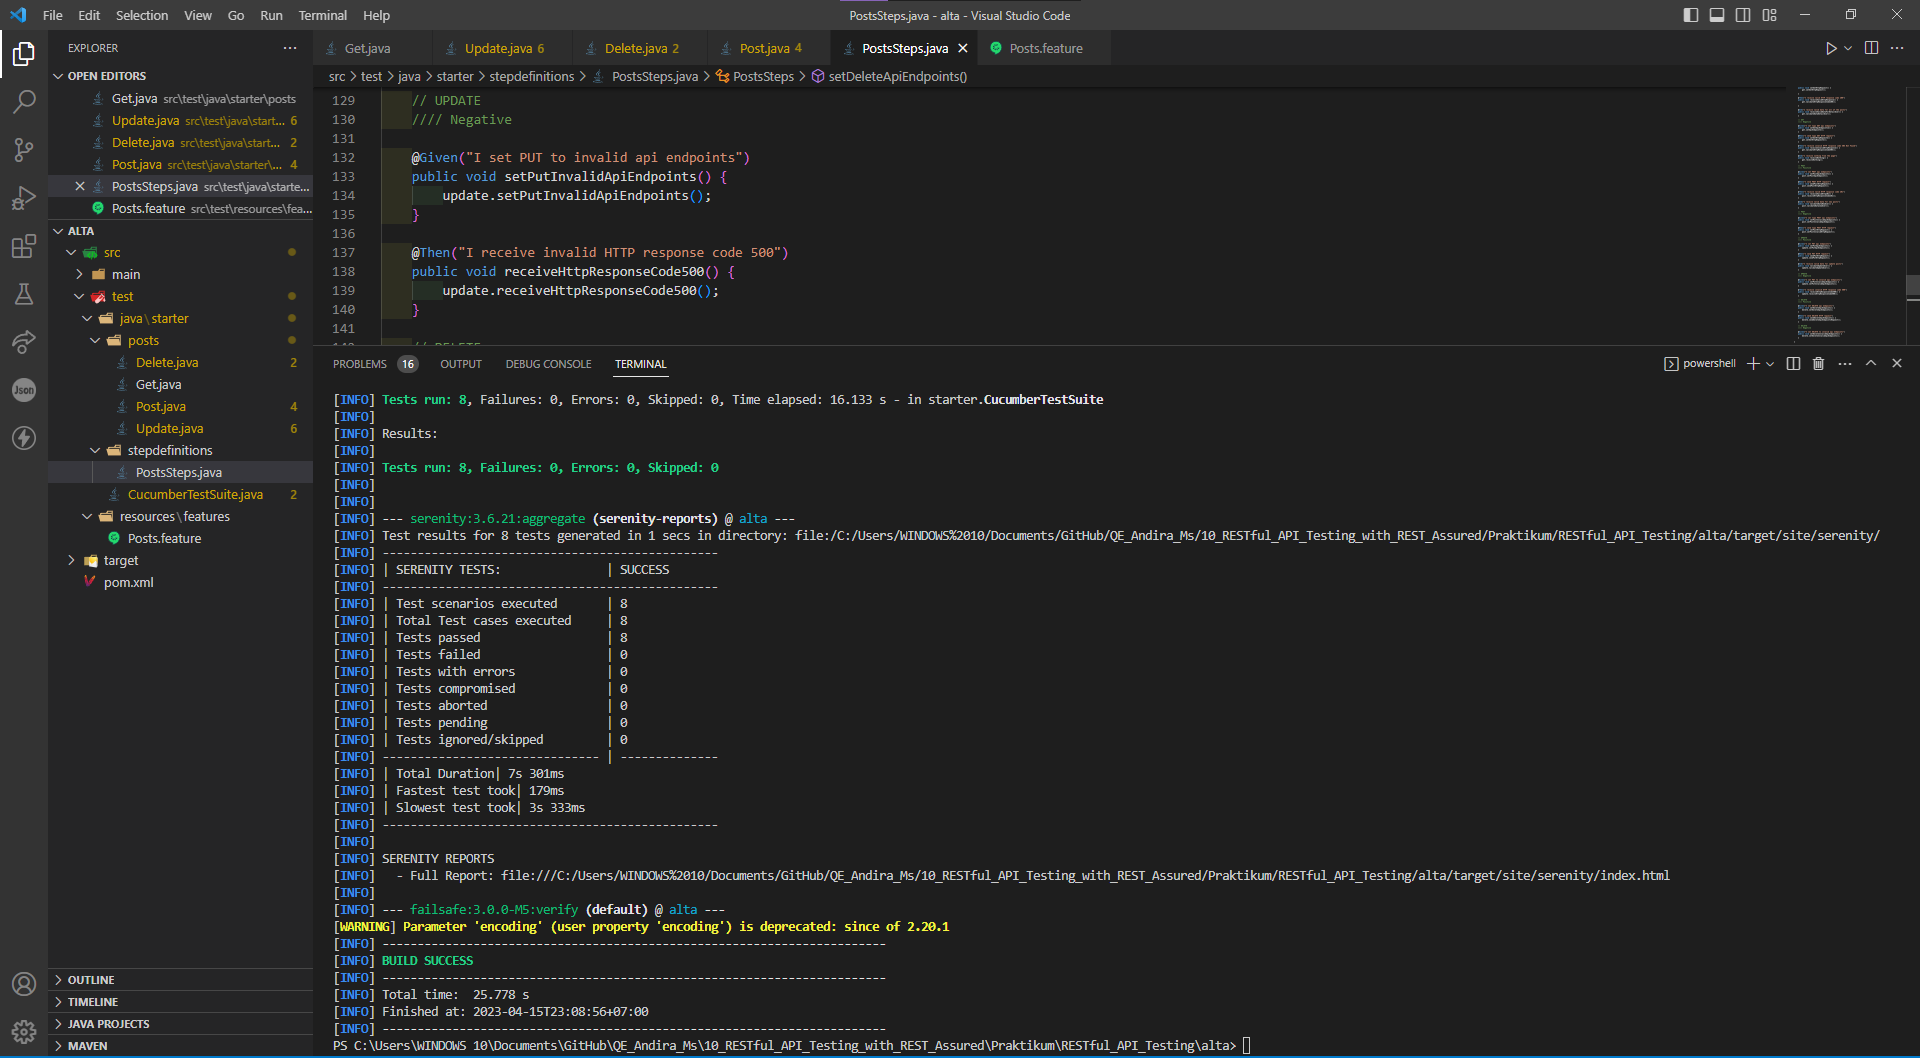 File Edit Selection View Go Run Terminal Help
PostsSteps.java - alta - Visual Studio Code
EXPLORER
OPEN EDITORS
Get.java src\test\java\starter\posts
Update.java src\test\java\start... 6
Delete.java src\test\java\start... 2
Post.java src\test\java\starter\... 4
PostsSteps.java src\test\java\starte...
Posts.feature src\test\resources\fea...
ALTA
src
main
test
java\starter
posts
Delete.java 2
Get.java
Post.java 4
Update.java 6
stepdefinitions
PostsSteps.java
CucumberTestSuite.java 2
resources\features
Posts.feature
target
pom.xml
OUTLINE
TIMELINE
JAVA PROJECTS
MAVEN
Json
Get.java Update.java 6 Delete.java 2 Post.java 4 PostsSteps.java Posts.feature
src > test > java > starter > stepdefinitions > PostsSteps.java > PostsSteps > setDeleteApiEndpoints()
129 // UPDATE
130 //// Negative
131
132 @Given("I set PUT to invalid api endpoints")
133 public void setPutInvalidApiEndpoints() {
134 update.setPutInvalidApiEndpoints();
135 }
136
137 @Then("I receive invalid HTTP response code 500")
138 public void receiveHttpResponseCode500() {
139 update.receiveHttpResponseCode500();
140 }
141
PROBLEMS 16 OUTPUT DEBUG CONSOLE TERMINAL
powershell
[INFO] Tests run: 8, Failures: 0, Errors: 0, Skipped: 0, Time elapsed: 16.133 s - in starter.CucumberTestSuite
[INFO]
[INFO] Results:
[INFO]
[INFO] Tests run: 8, Failures: 0, Errors: 0, Skipped: 0
[INFO]
[INFO]
[INFO] --- serenity:3.6.21:aggregate (serenity-reports) @ alta ---
[INFO] Test results for 8 tests generated in 1 secs in directory: file:/C:/Users/WINDOWS%2010/Documents/GitHub/QE_Andira_Ms/10_RESTful_API_Testing_with_REST_Assured/Praktikum/RESTful_API_Testing/alta/target/site/serenity/
[INFO] ------------------------------------------------
[INFO] | SERENITY TESTS: | SUCCESS
[INFO] ------------------------------------------------
[INFO] | Test scenarios executed | 8
[INFO] | Total Test cases executed | 8
[INFO] | Tests passed | 8
[INFO] | Tests failed | 0
[INFO] | Tests with errors | 0
[INFO] | Tests compromised | 0
[INFO] | Tests aborted | 0
[INFO] | Tests pending | 0
[INFO] | Tests ignored/skipped | 0
[INFO] ------------------------------- | --------------
[INFO] | Total Duration| 7s 301ms
[INFO] | Fastest test took| 179ms
[INFO] | Slowest test took| 3s 333ms
[INFO] ------------------------------------------------
[INFO]
[INFO] SERENITY REPORTS
[INFO] - Full Report: file:///C:/Users/WINDOWS%2010/Documents/GitHub/QE_Andira_Ms/10_RESTful_API_Testing_with_REST_Assured/Praktikum/RESTful_API_Testing/alta/target/site/serenity/index.html
[INFO]
[INFO] --- failsafe:3.0.0-M5:verify (default) @ alta ---
[WARNING] Parameter 'encoding' (user property 'encoding') is deprecated: since of 2.20.1
[INFO] ------------------------------------------------------------------------
[INFO] BUILD SUCCESS
[INFO] ------------------------------------------------------------------------
[INFO] Total time: 25.778 s
[INFO] Finished at: 2023-04-15T23:08:56+07:00
[INFO] ------------------------------------------------------------------------
PS C:\Users\WINDOWS 10\Documents\GitHub\QE_Andira_Ms\10_RESTful_API_Testing_with_REST_Assured\Praktikum\RESTful_API_Testing\alta>